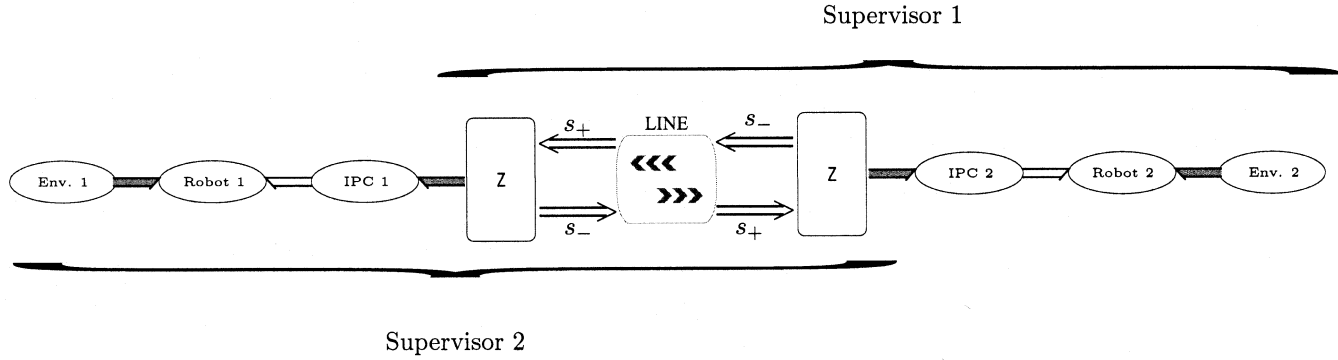 Supervisor 1
LINE
s₊
s₋
Env. 1
Robot 1
IPC 1
Z
Z
IPC 2
Robot 2
Env. 2
s₋
s₊
Supervisor 2